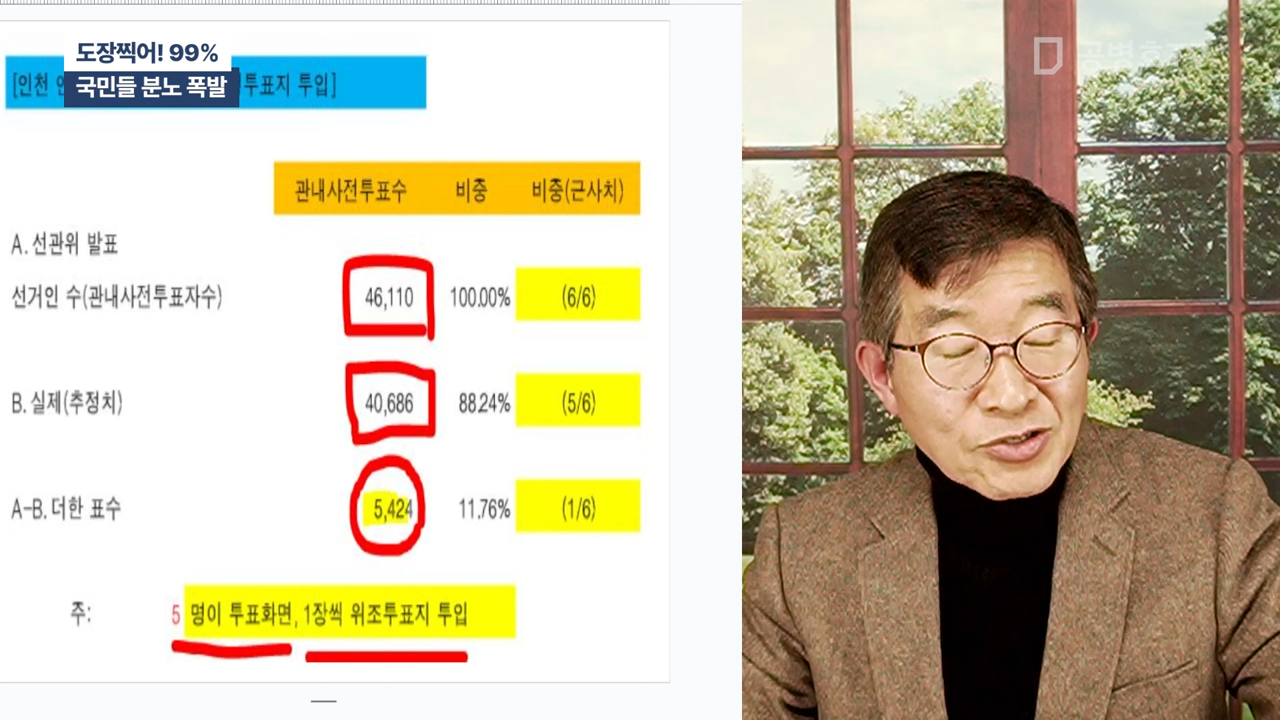 도장찍어! 99%
국민들 분노 폭발
[인천 투표지 투입]
공병호
관내사전투표수 비중 비중(근사치)
A. 선관위 발표
선거인 수(관내사전투표자수) 46,110 100.00% (6/6)
B. 실제(추정치) 40,686 88.24% (5/6)
A-B. 더한 표수 5,424 11.76% (1/6)
주: 5 명이 투표화면, 1장씩 위조투표지 투입